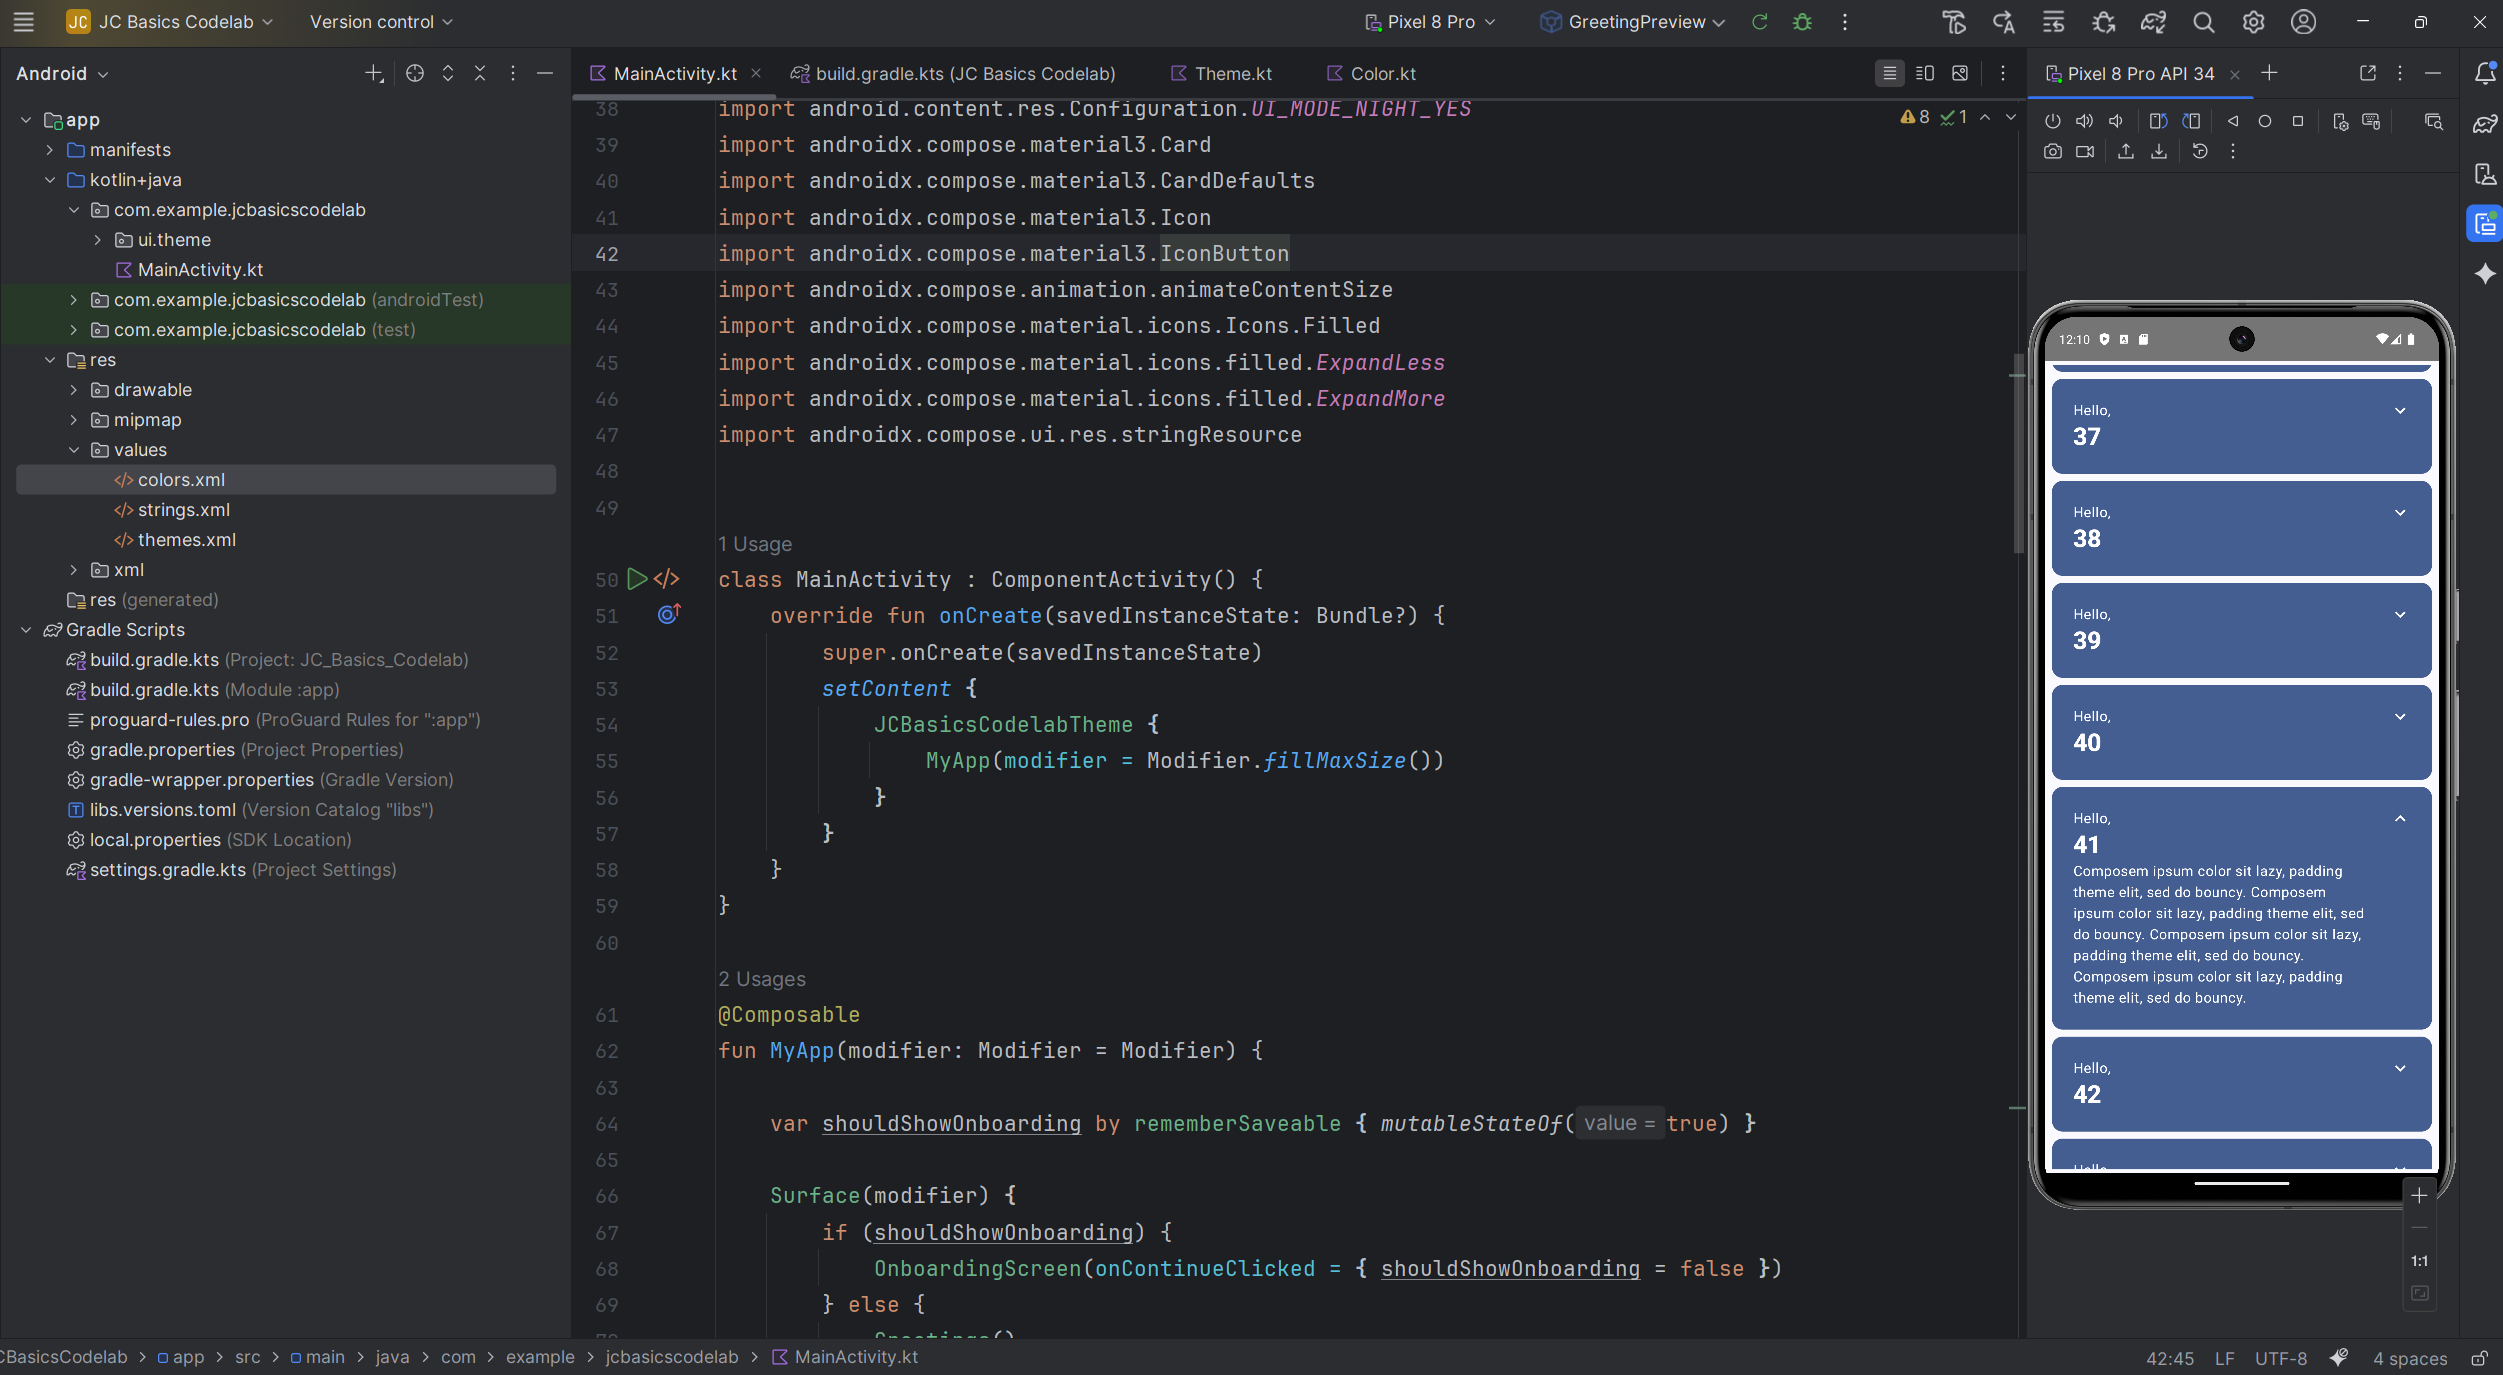 JC JC Basics Codelab Version control Pixel 8 Pro GreetingPreview
Android
app
manifests
kotlin+java
com.example.jcbasicscodelab
ui.theme
MainActivity.kt
com.example.jcbasicscodelab (androidTest)
com.example.jcbasicscodelab (test)
res
drawable
mipmap
values
colors.xml
strings.xml
themes.xml
xml
res (generated)
Gradle Scripts
build.gradle.kts (Project: JC_Basics_Codelab)
build.gradle.kts (Module :app)
proguard-rules.pro (ProGuard Rules for ":app")
gradle.properties (Project Properties)
gradle-wrapper.properties (Gradle Version)
libs.versions.toml (Version Catalog "libs")
local.properties (SDK Location)
settings.gradle.kts (Project Settings)
MainActivity.kt build.gradle.kts (JC Basics Codelab) Theme.kt Color.kt
8 1
38 import android.content.res.Configuration.UI_MODE_NIGHT_YES
39 import androidx.compose.material3.Card
40 import androidx.compose.material3.CardDefaults
41 import androidx.compose.material3.Icon
42 import androidx.compose.material3.IconButton
43 import androidx.compose.animation.animateContentSize
44 import androidx.compose.material.icons.Icons.Filled
45 import androidx.compose.material.icons.filled.ExpandLess
46 import androidx.compose.material.icons.filled.ExpandMore
47 import androidx.compose.ui.res.stringResource
48
49
1 Usage
50 class MainActivity : ComponentActivity() {
51 override fun onCreate(savedInstanceState: Bundle?) {
52 super.onCreate(savedInstanceState)
53 setContent {
54 JCBasicsCodelabTheme {
55 MyApp(modifier = Modifier.fillMaxSize())
56 }
57 }
58 }
59 }
60
2 Usages
61 @Composable
62 fun MyApp(modifier: Modifier = Modifier) {
63
64 var shouldShowOnboarding by rememberSaveable { mutableStateOf( value = true) }
65
66 Surface(modifier) {
67 if (shouldShowOnboarding) {
68 OnboardingScreen(onContinueClicked = { shouldShowOnboarding = false })
69 } else {
70 Greetings()
Pixel 8 Pro API 34
12:10
Hello,
37
Hello,
38
Hello,
39
Hello,
40
Hello,
41
Composem ipsum color sit lazy, padding
theme elit, sed do bouncy. Composem
ipsum color sit lazy, padding theme elit, sed
do bouncy. Composem ipsum color sit lazy,
padding theme elit, sed do bouncy.
Composem ipsum color sit lazy, padding
theme elit, sed do bouncy.
Hello,
42
Hello,
1:1
CBasicsCodelab > app > src > main > java > com > example > jcbasicscodelab > MainActivity.kt
42:45 LF UTF-8 4 spaces